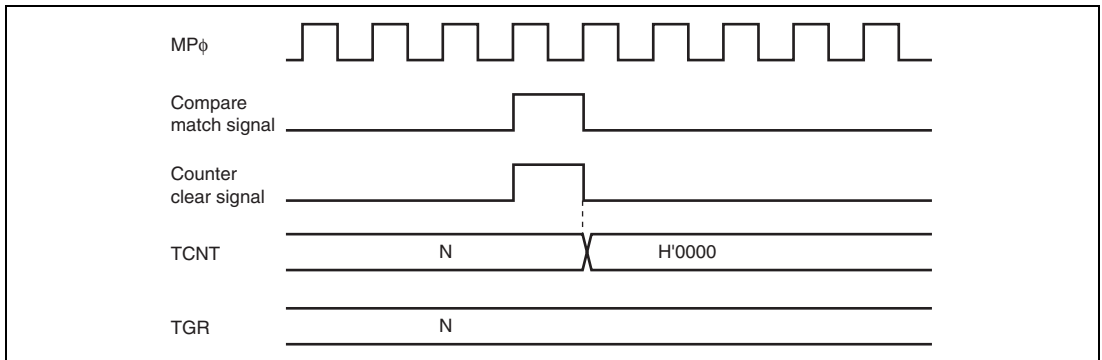 MPφ
Compare
match signal
Counter
clear signal
TCNT
N
H'0000
TGR
N